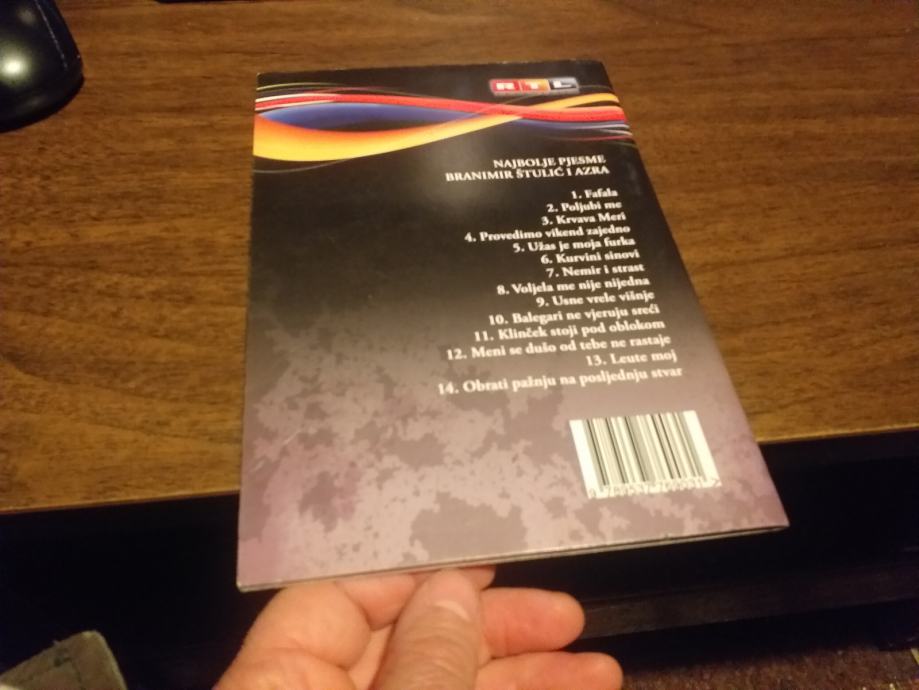 RTL
NAJBOLJE PJESME
BRANIMIR ŠTULIĆ I AZRA
1. Fafala
2. Poljubi me
3. Krvava Meri
4. Provedimo vikend zajedno
5. Užas je moja furka
6. Kurvini sinovi
7. Nemir i strast
8. Voljela me nije nijedna
9. Usne vrele višnje
10. Balegari ne vjeruju sreći
11. Klinček stoji pod oblokom
12. Meni se dušo od tebe ne rastaje
13. Leute moj
14. Obrati pažnju na posljednju stvar